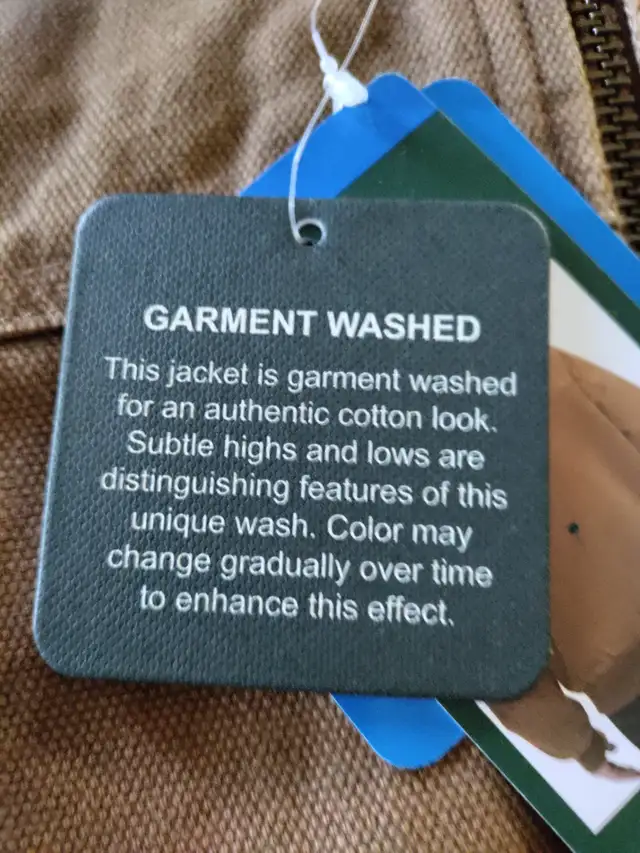 GARMENT WASHED
This jacket is garment washed
for an authentic cotton look.
Subtle highs and lows are
distinguishing features of this
unique wash. Color may
change gradually over time
to enhance this effect.